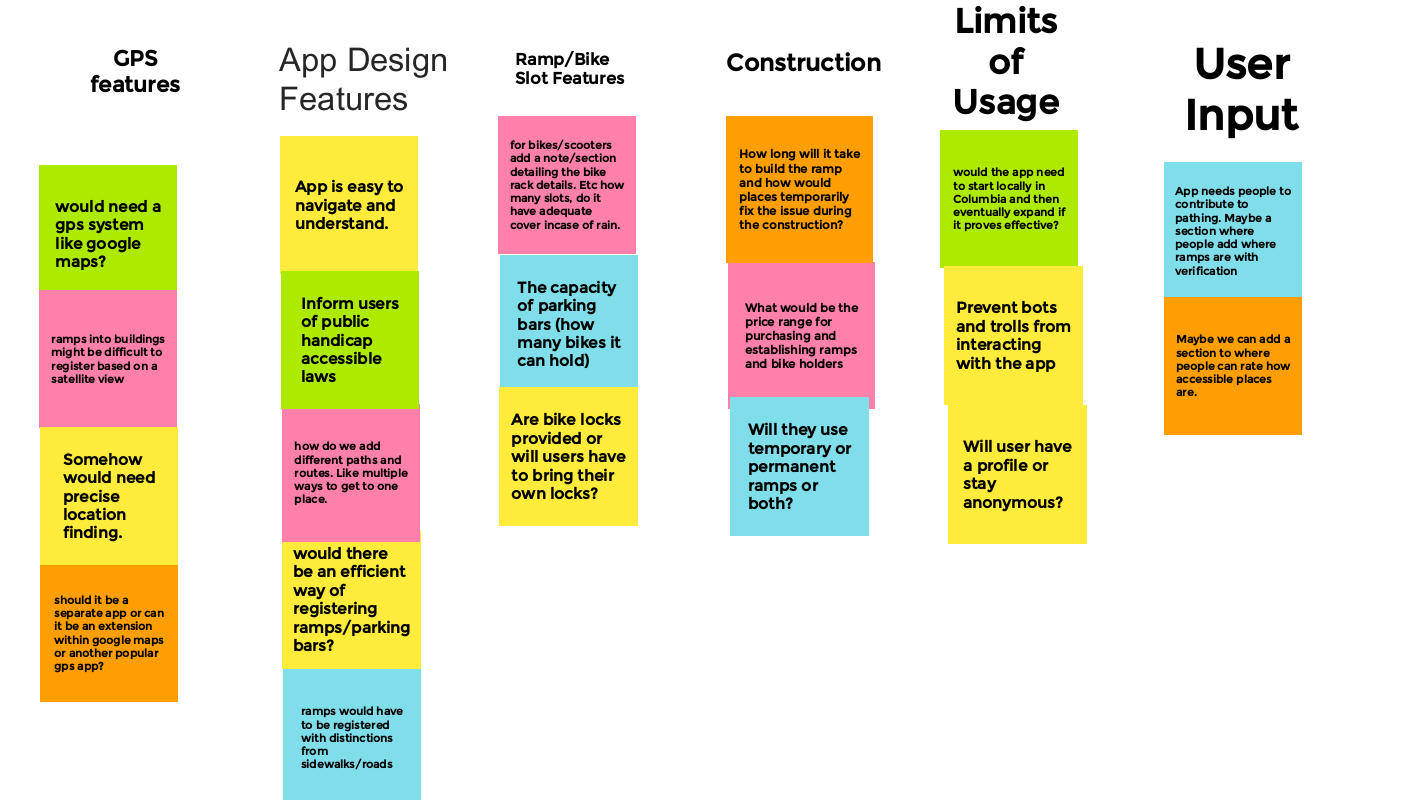 GPS
features
would need a
gps system
like google
maps?
ramps into buildings
might be difficult to
register based on a
satellite view
Somehow
would need
precise
location
finding.
should it be a
separate app or can
it be an extension
within google maps
or another popular
gps app?
App Design
Features
App is easy to
navigate and
understand.
Inform users
of public
handicap
accessible
laws
how do we add
different paths and
routes. Like multiple
ways to get to one
place.
would there
be an efficient
way of
registering
ramps/parking
bars?
ramps would have
to be registered
with distinctions
from
sidewalks/roads
Ramp/Bike
Slot Features
for bikes/scooters
add a note/section
detailing the bike
rack details. Etc how
many slots, do it
have adequate
cover incase of rain.
The capacity
of parking
bars (how
many bikes it
can hold)
Are bike locks
provided or
will users have
to bring their
own locks?
Construction
How long will it take
to build the ramp
and how would
places temporarily
fix the issue during
the construction?
What would be the
price range for
purchasing and
establishing ramps
and bike holders
Will they use
temporary or
permanent
ramps or
both?
Limits
of
Usage
would the app need
to start locally in
Columbia and then
eventually expand if
it proves effective?
Prevent bots
and trolls from
interacting
with the app
Will user have
a profile or
stay
anonymous?
User
Input
App needs people to
contribute to
pathing. Maybe a
section where
people add where
ramps are with
verification
Maybe we can add a
section to where
people can rate how
accessible places
are.